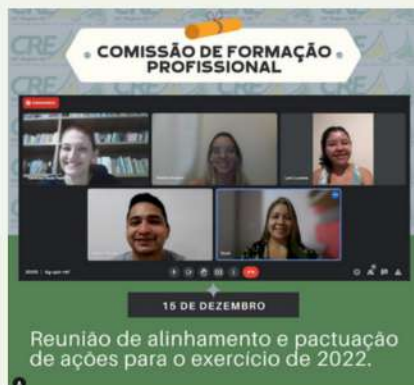 COMISSÃO DE FORMAÇÃO
PROFISSIONAL
15 DE DEZEMBRO
Reunião de alinhamento e pactuação
de ações para o exercício de 2022.